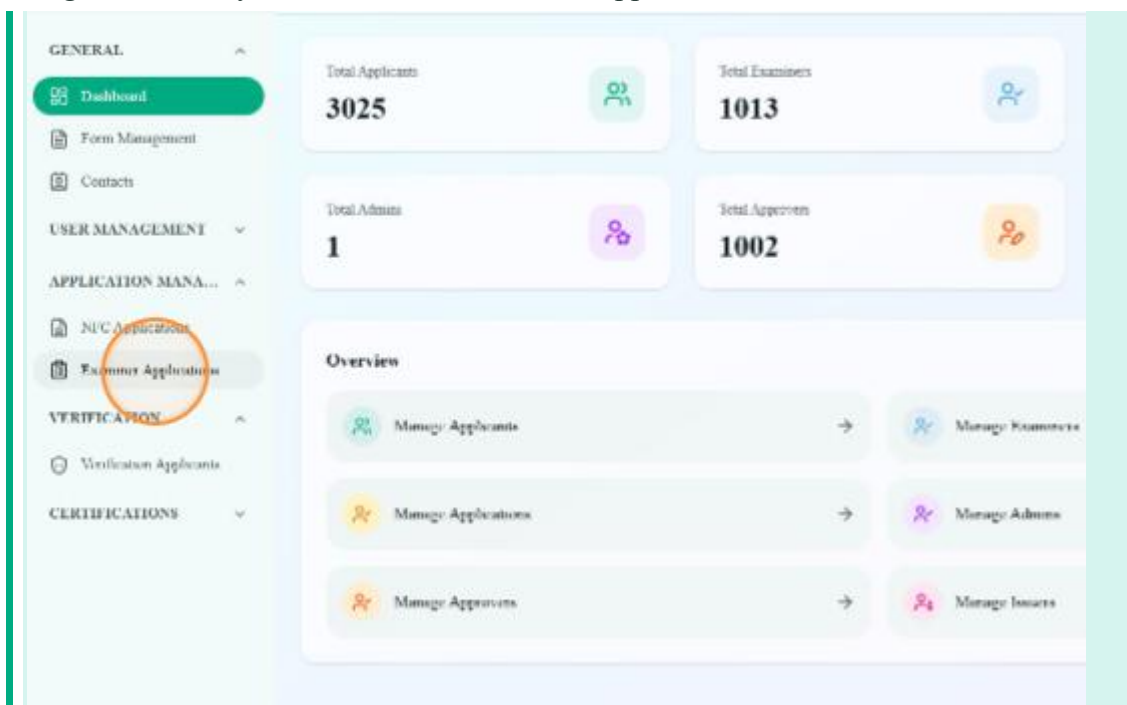 GENERAL
Dashboard
Form Management
Contacts
USER MANAGEMENT
APPLICATION MANA...
NFC Applications
Examiner Applications
VERIFICATION
Verification Applicants
CERTIFICATIONS
Total Applicants
3025
Total Examiners
1013
Total Admins
1
Total Approvers
1002
Overview
Manage Applicants
Manage Examiners
Manage Applications
Manage Admins
Manage Approvers
Manage Issuers